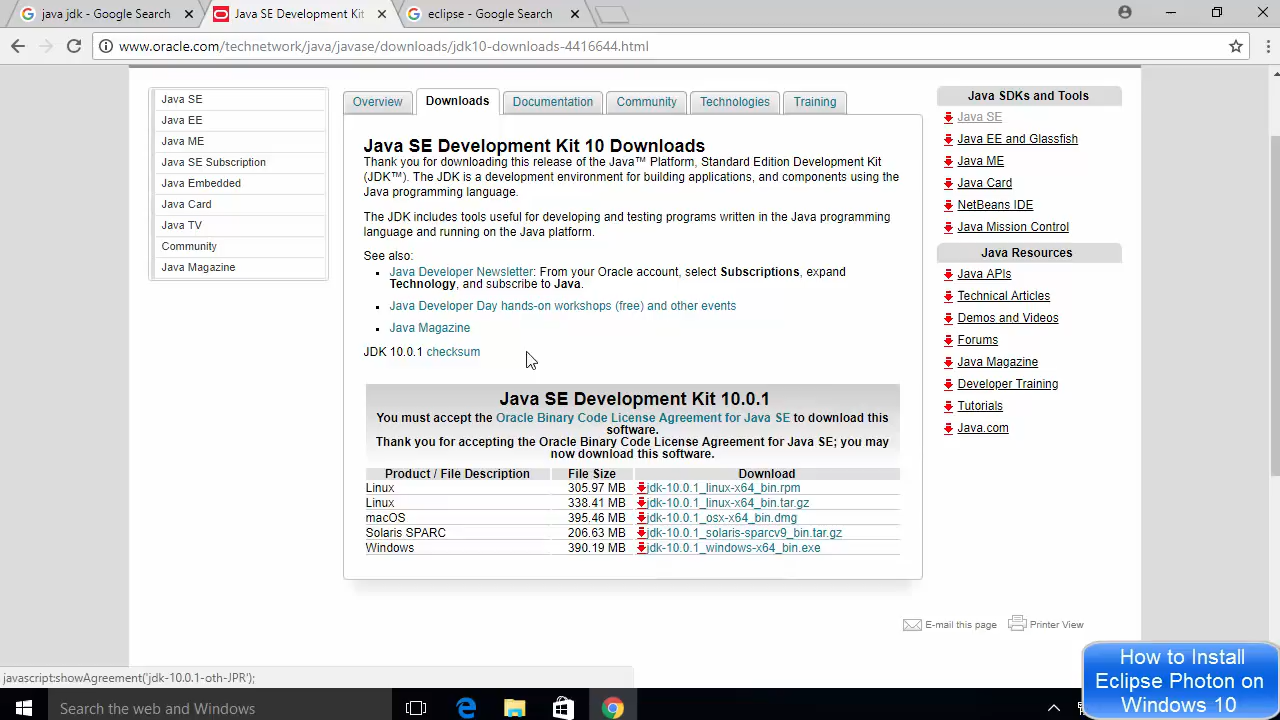 java jdk - Google Search
Java SE Development Kit
eclipse - Google Search
www.oracle.com/technetwork/java/javase/downloads/jdk10-downloads-4416644.html
Java SE
Java EE
Java ME
Java SE Subscription
Java Embedded
Java Card
Java TV
Community
Java Magazine
Overview
Downloads
Documentation
Community
Technologies
Training
Java SE Development Kit 10 Downloads
Thank you for downloading this release of the Java™ Platform, Standard Edition Development Kit
(JDK™). The JDK is a development environment for building applications, and components using the
Java programming language.
The JDK includes tools useful for developing and testing programs written in the Java programming
language and running on the Java platform.
See also:
Java Developer Newsletter: From your Oracle account, select Subscriptions, expand
Technology, and subscribe to Java.
Java Developer Day hands-on workshops (free) and other events
Java Magazine
JDK 10.0.1 checksum
Java SE Development Kit 10.0.1
You must accept the Oracle Binary Code License Agreement for Java SE to download this
software.
Thank you for accepting the Oracle Binary Code License Agreement for Java SE; you may
now download this software.
Product / File Description File Size Download
Linux 305.97 MB jdk-10.0.1_linux-x64_bin.rpm
Linux 338.41 MB jdk-10.0.1_linux-x64_bin.tar.gz
macOS 395.46 MB jdk-10.0.1_osx-x64_bin.dmg
Solaris SPARC 206.63 MB jdk-10.0.1_solaris-sparcv9_bin.tar.gz
Windows 390.19 MB jdk-10.0.1_windows-x64_bin.exe
Java SDKs and Tools
Java SE
Java EE and Glassfish
Java ME
Java Card
NetBeans IDE
Java Mission Control
Java Resources
Java APIs
Technical Articles
Demos and Videos
Forums
Java Magazine
Developer Training
Tutorials
Java.com
E-mail this page
Printer View
javascript:showAgreement('jdk-10.0.1-oth-JPR');
How to Install
Eclipse Photon on
Windows 10
Search the web and Windows